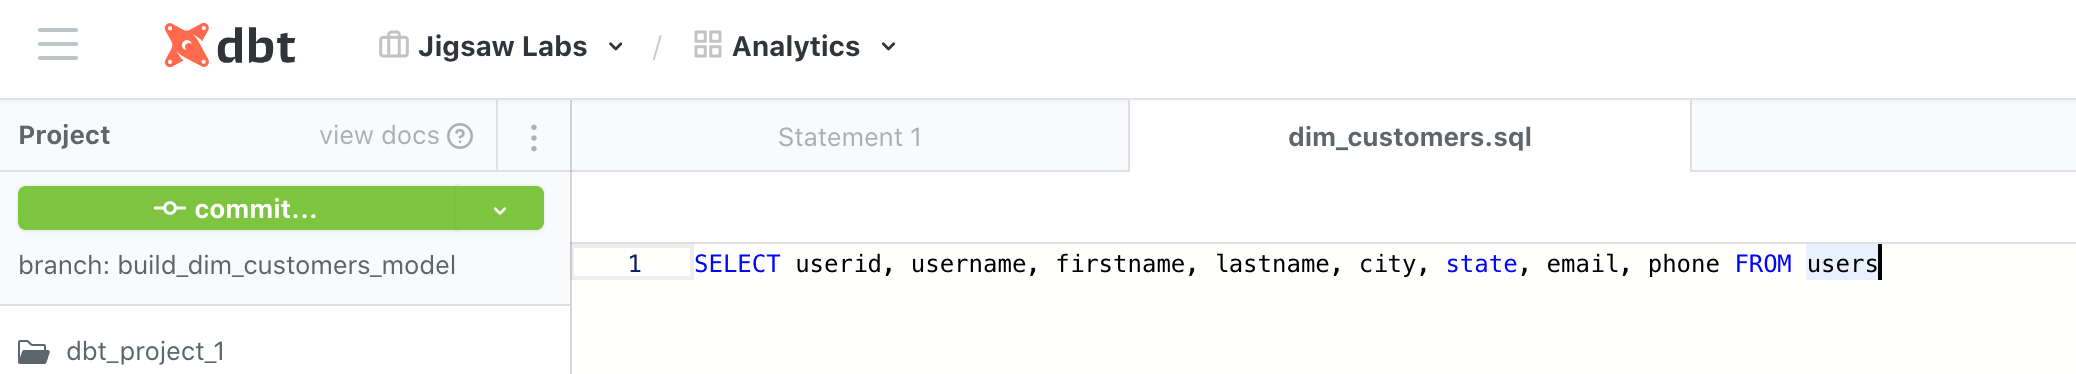 dbt Jigsaw Labs / Analytics
Project view docs ?
Statement 1 dim_customers.sql
commit...
branch: build_dim_customers_model
1 SELECT userid, username, firstname, lastname, city, state, email, phone FROM users
dbt_project_1